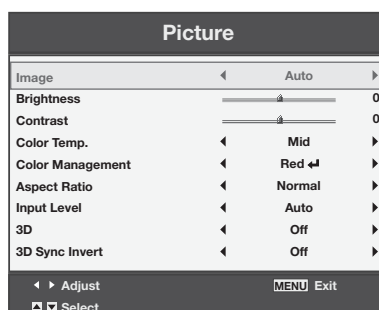 Picture
Image Auto
Brightness 0
Contrast 0
Color Temp. Mid
Color Management Red
Aspect Ratio Normal
Input Level Auto
3D Off
3D Sync Invert Off
Adjust MENU Exit
Select